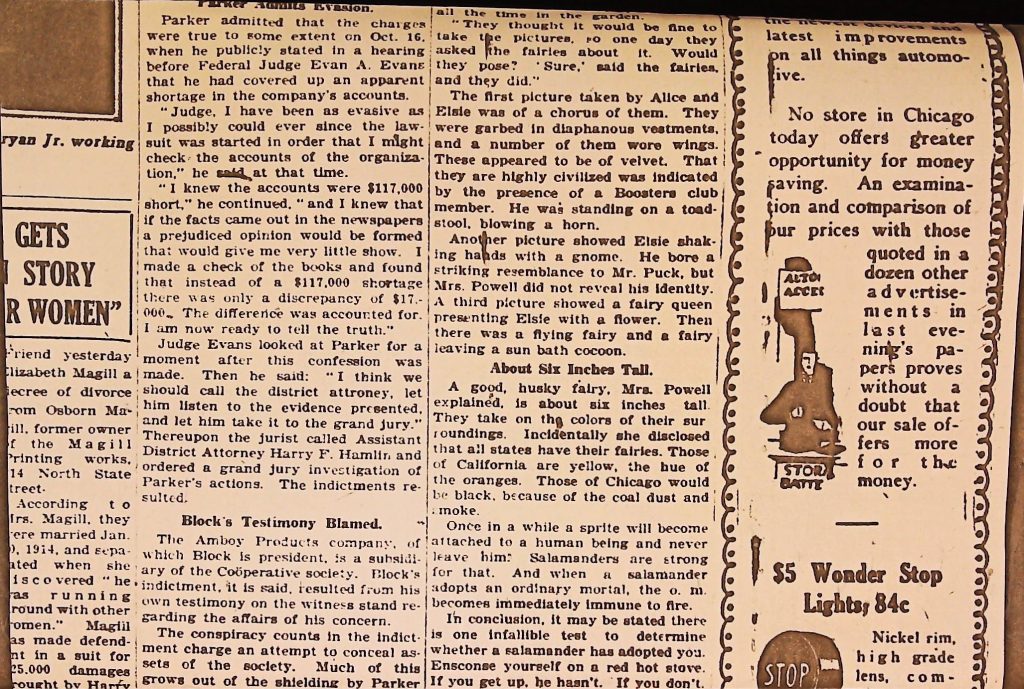 ryan Jr. working
GETS
STORY
R WOMEN"
Friend yesterday
Elizabeth Magill a
decree of divorce
rom Osborn Ma-
ill, former owner
f the Magill
Printing works,
14 North State
treet.
According to
Mrs. Magill, they
ere married Jan.
, 1914, and sepa-
ated when she
iscovered "he
as running
round with other
omen." Magill
as made defend-
nt in a suit for
25,000 damages
rought by Harry
Parker Admits Evasion.
Parker admitted that the charges
were true to some extent on Oct. 16,
when he publicly stated in a hearing
before Federal Judge Evan A. Evans
that he had covered up an apparent
shortage in the company's accounts.
"Judge, I have been as evasive as
I possibly could ever since the law-
suit was started in order that I might
check the accounts of the organiza-
tion," he said at that time.
"I knew the accounts were $117,000
short," he continued, "and I knew that
if the facts came out in the newspapers
a prejudiced opinion would be formed
that would give me very little show. I
made a check of the books and found
that instead of a $117,000 shortage
there was only a discrepancy of $17,-
000. The difference was accounted for.
I am now ready to tell the truth."
Judge Evans looked at Parker for a
moment after this confession was
made. Then he said: "I think we
should call the district attroney, let
him listen to the evidence presented,
and let him take it to the grand jury."
Thereupon the jurist called Assistant
District Attorney Harry F. Hamlin and
ordered a grand jury investigation of
Parker's actions. The indictments re-
sulted.
Block's Testimony Blamed.
The Amboy Products company, of
which Block is president, is a subsidi-
ary of the Coöperative society. Block's
indictment, it is said, resulted from his
own testimony on the witness stand re-
garding the affairs of his concern.
The conspiracy counts in the indict-
ment charge an attempt to conceal as-
sets of the society. Much of this
grows out of the shielding by Parker
all the time in the garden.
"They thought it would be fine to
take the pictures, so one day they
asked the fairies about it. Would
they pose? 'Sure,' said the fairies,
and they did."
The first picture taken by Alice and
Elsie was of a chorus of them. They
were garbed in diaphanous vestments,
and a number of them wore wings.
These appeared to be of velvet. That
they are highly civilized was indicated
by the presence of a Boosters club
member. He was standing on a toad-
stool, blowing a horn.
Another picture showed Elsie shak-
ing hands with a gnome. He bore a
striking resemblance to Mr. Puck, but
Mrs. Powell did not reveal his identity.
A third picture showed a fairy queen
presenting Elsie with a flower. Then
there was a flying fairy and a fairy
leaving a sun bath cocoon.
About Six Inches Tall.
A good, husky fairy, Mrs. Powell
explained, is about six inches tall.
They take on the colors of their sur
roundings. Incidentally she disclosed
that all states have their fairies. Those
of California are yellow, the hue of
the oranges. Those of Chicago would
be black, because of the coal dust and
smoke.
Once in a while a sprite will become
attached to a human being and never
leave him. Salamanders are strong
for that. And when a salamander
adopts an ordinary mortal, the o. m.
becomes immediately immune to fire.
In conclusion, it may be stated there
is one infallible test to determine
whether a salamander has adopted you.
Ensconse yourself on a red hot stove.
If you get up, he hasn't. If you don't,
the newest devices and
latest improvements
on all things automo-
tive.
No store in Chicago
today offers greater
opportunity for money
saving. An examina-
tion and comparison of
our prices with those
quoted in a
dozen other
advertise-
ments in
last eve-
ning's pa-
pers proves
without a
doubt that
our sale of-
fers more
for the
money.
STOR
BATTE
$5 Wonder Stop
Lights, 84c
STOP
Nickel rim,
high grade
lens, com-